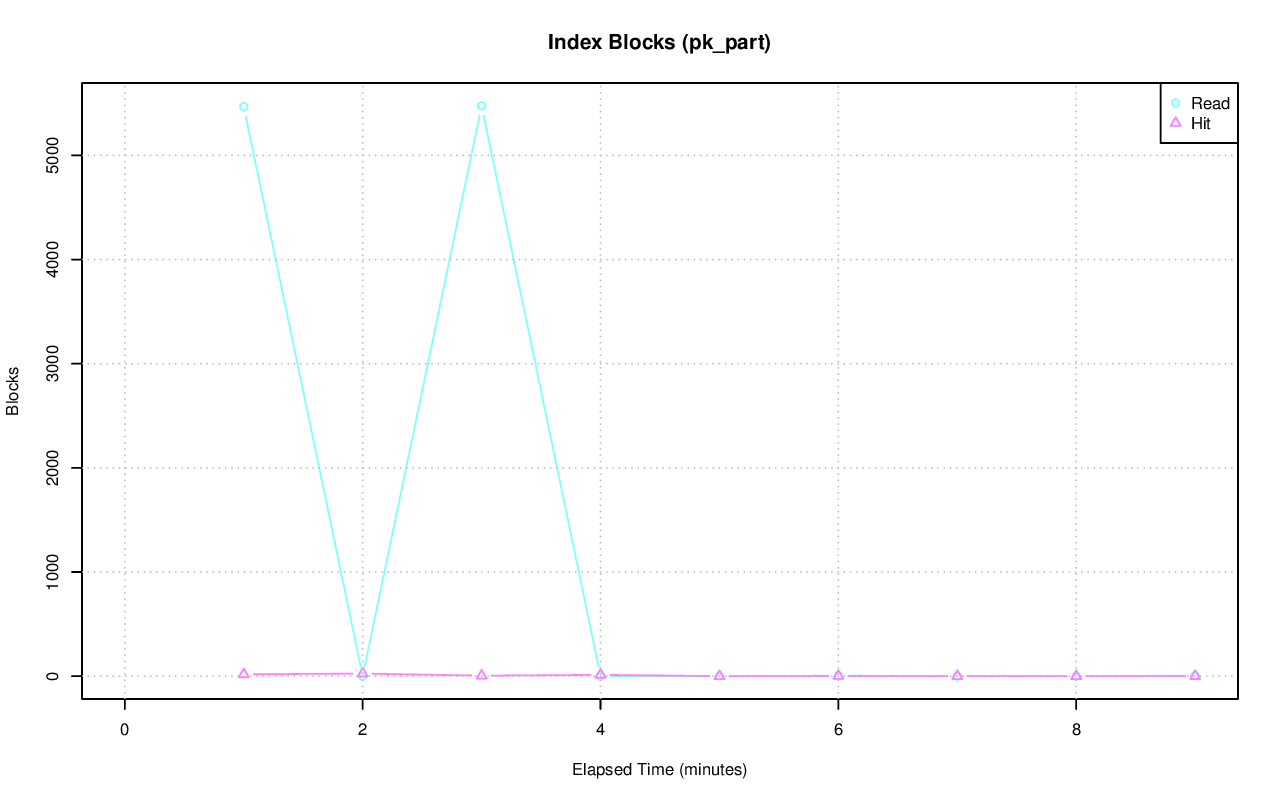 Index Blocks (pk_part)
Read
Hit
5000
4000
3000
2000
1000
0
Blocks
0 2 4 6 8
Elapsed Time (minutes)